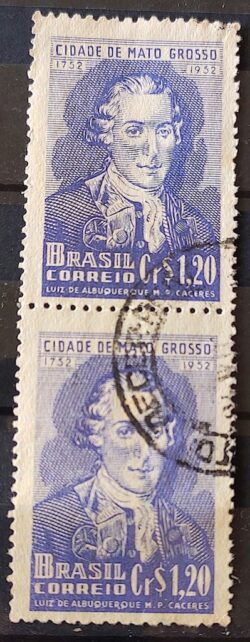 CIDADE DE MATO GROSSO
1752 1952
BRASIL Cr$1,20
CORREIO
LUIZ DE ALBUQUERQUE M. P. CACERES
CIDADE DE MATO GROSSO
1752 1952
BRASIL Cr$1,20
CORREIO
LUIZ DE ALBUQUERQUE M. P. CACERES